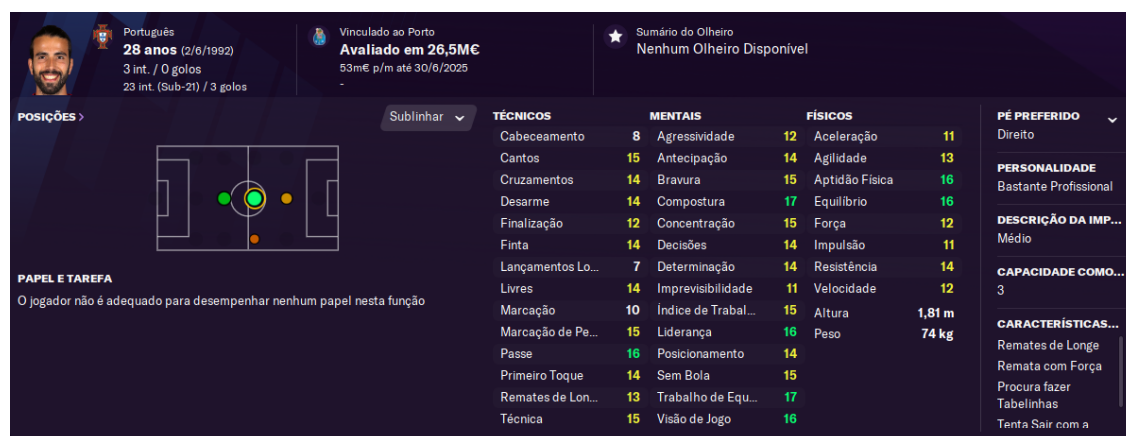 Português
28 anos (2/6/1992)
3 int. / 0 golos
23 int. (Sub-21) / 3 golos
Vinculado ao Porto
Avaliado em 26,5M€
53m€ p/m até 30/6/2025
-
Sumário do Olheiro
Nenhum Olheiro Disponível
POSIÇÕES >
Sublinhar
PAPEL E TAREFA
O jogador não é adequado para desempenhar nenhum papel nesta função
TÉCNICOS
Cabeceamento 8
Cantos 15
Cruzamentos 14
Desarme 14
Finalização 12
Finta 14
Lançamentos Lo... 7
Livres 14
Marcação 10
Marcação de Pe... 15
Passe 16
Primeiro Toque 14
Remates de Lon... 13
Técnica 15
MENTAIS
Agressividade 12
Antecipação 14
Bravura 15
Compostura 17
Concentração 15
Decisões 14
Determinação 14
Imprevisibilidade 11
Índice de Trabal... 15
Liderança 16
Posicionamento 14
Sem Bola 15
Trabalho de Equ... 17
Visão de Jogo 16
FÍSICOS
Aceleração 11
Agilidade 13
Aptidão Física 16
Equilíbrio 16
Força 12
Impulsão 11
Resistência 14
Velocidade 12
Altura 1,81 m
Peso 74 kg
PÉ PREFERIDO
Direito
PERSONALIDADE
Bastante Profissional
DESCRIÇÃO DA IMP...
Médio
CAPACIDADE COMO...
3
CARACTERÍSTICAS...
Remates de Longe
Remata com Força
Procura fazer
Tabelinhas
Tenta Sair com a